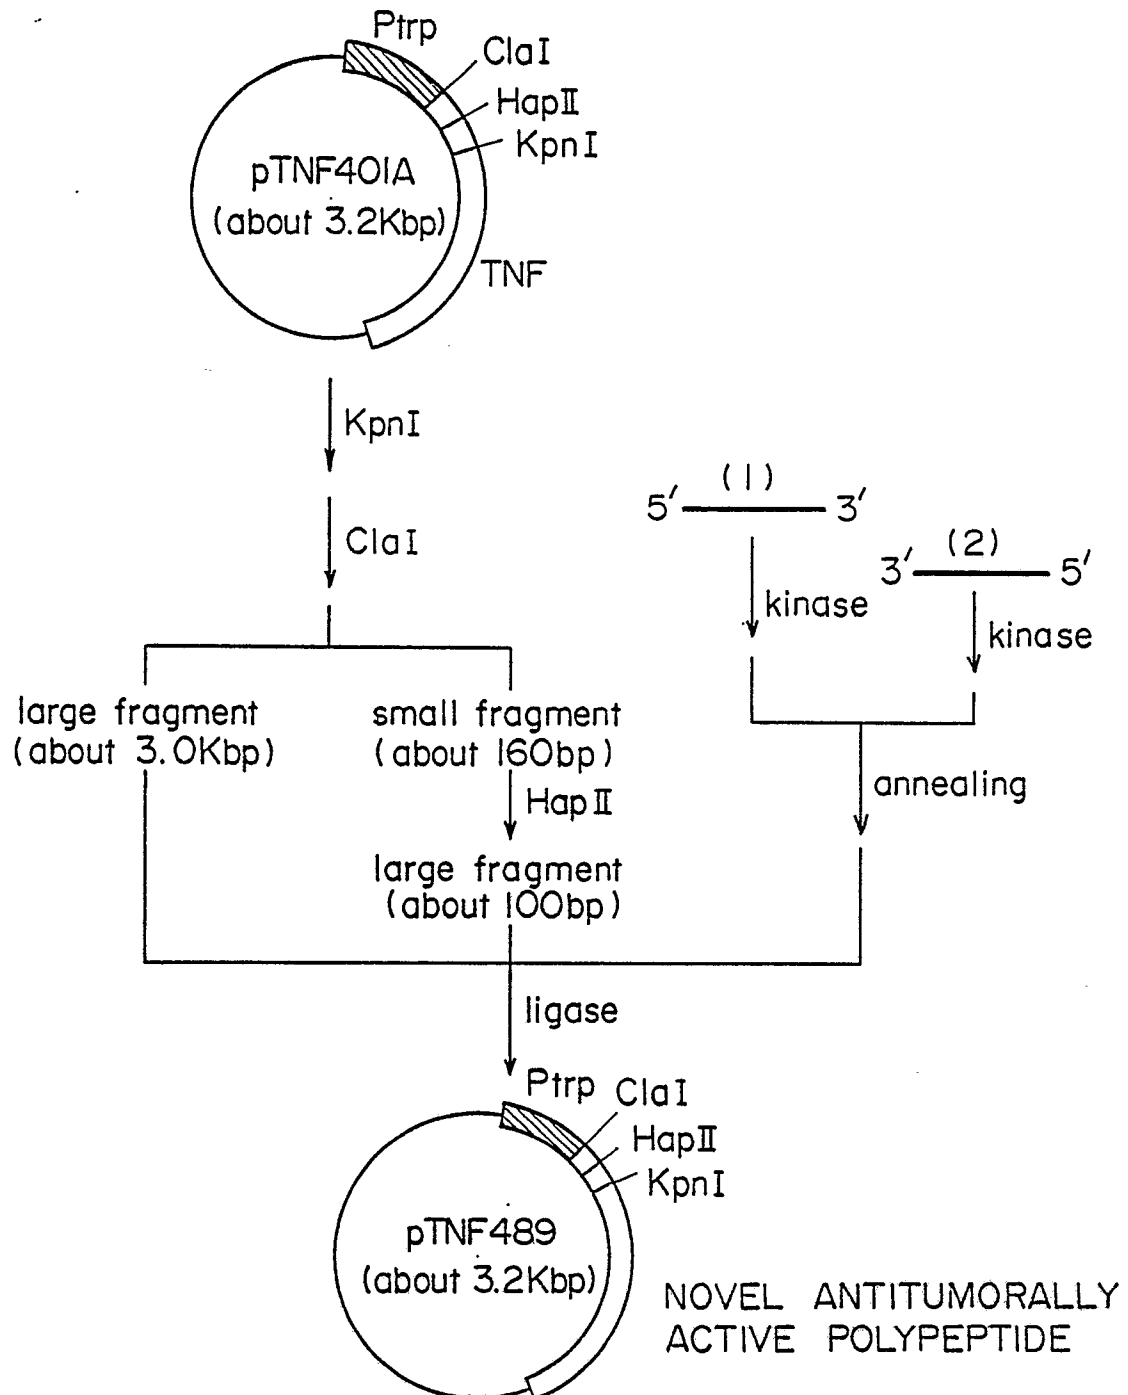 Ptrp
ClaI
HapII
KpnI
pTNF401A
(about 3.2Kbp)
TNF
KpnI
ClaI
(1)
5′ 3′
(2)
3′ 5′
kinase
kinase
large fragment
(about 3.0Kbp)
small fragment
(about 160bp)
HapII
annealing
large fragment
(about 100bp)
ligase
Ptrp
ClaI
HapII
KpnI
pTNF489
(about 3.2Kbp)
NOVEL ANTITUMORALLY
ACTIVE POLYPEPTIDE